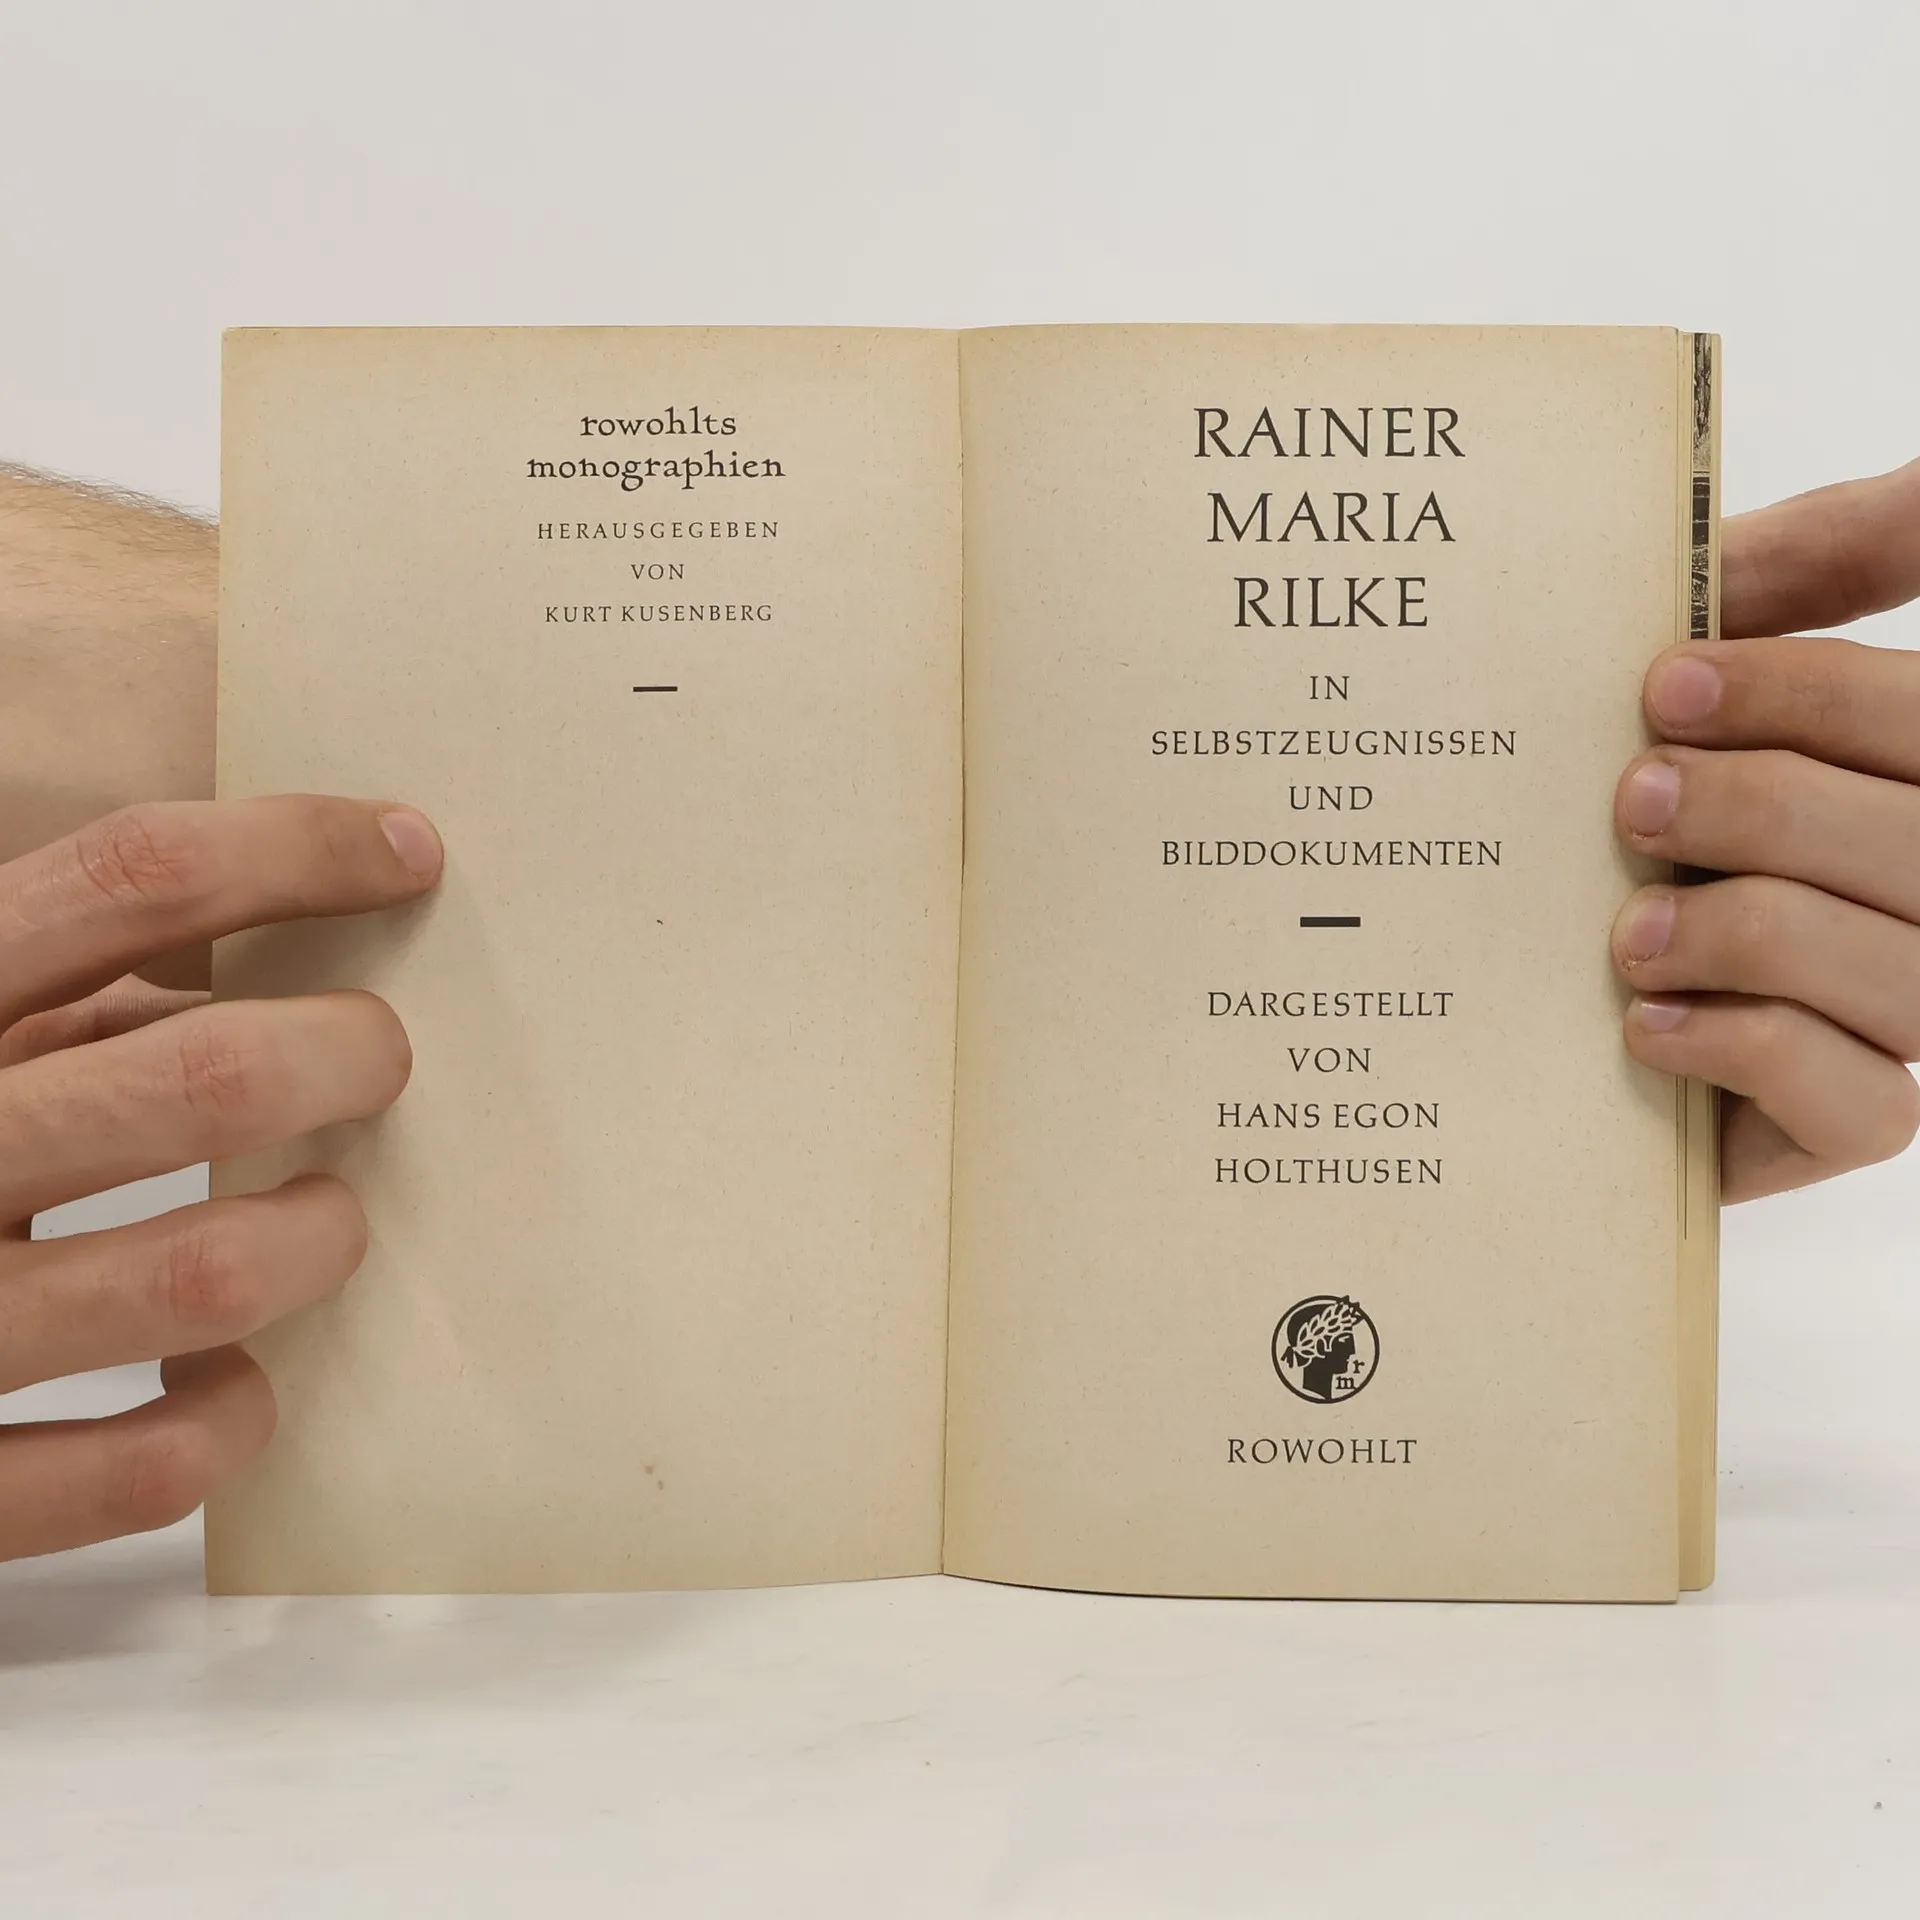 rowohlts
monographien
HERAUSGEGEBEN
VON
KURT KUSENBERG
RAINER
MARIA
RILKE
IN
SELBSTZEUGNISSEN
UND
BILDDOKUMENTEN
DARGESTELLT
VON
HANS EGON
HOLTHUSEN
r
m
ROWOHLT